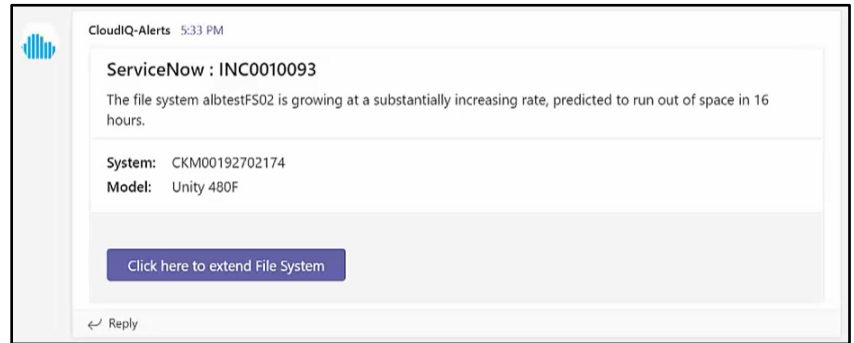 CloudIQ-Alerts 5:33 PM
ServiceNow : INC0010093
The file system albtestFS02 is growing at a substantially increasing rate, predicted to run out of space in 16
hours.
System: CKM00192702174
Model: Unity 480F
Click here to extend File System
Reply